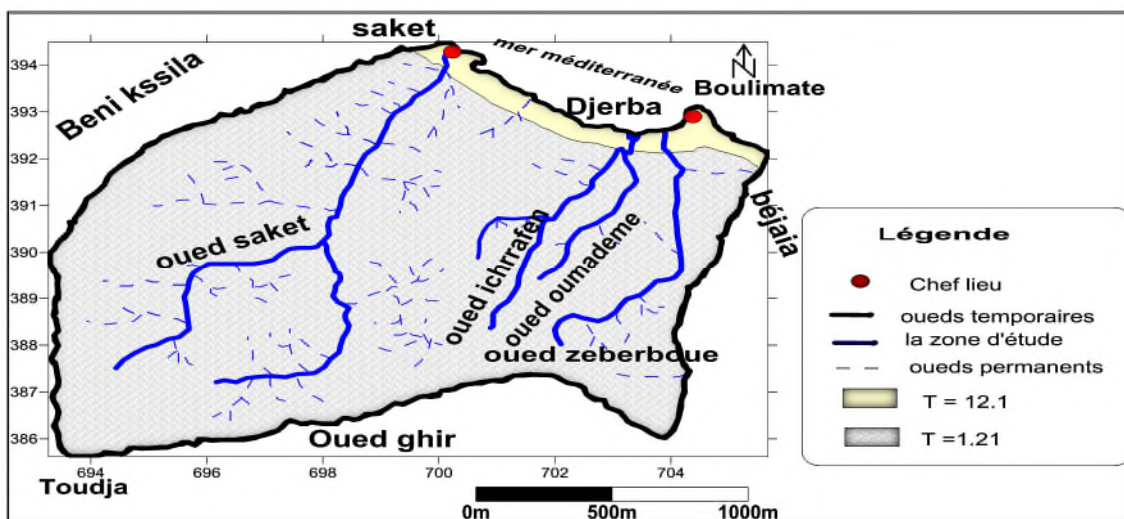 saket
mer méditerranée
Boulimate
Djerba
Beni kssila
béjaia
oued saket
oued ichrrafen
oued oumademe
oued zeberboue
Oued ghir
Toudja
394
393
392
391
390
389
388
387
386
694 696 698 700 702 704
0m 500m 1000m
N
Légende
Chef lieu
oueds temporaires
la zone d'étude
oueds permanents
T = 12.1
T =1.21